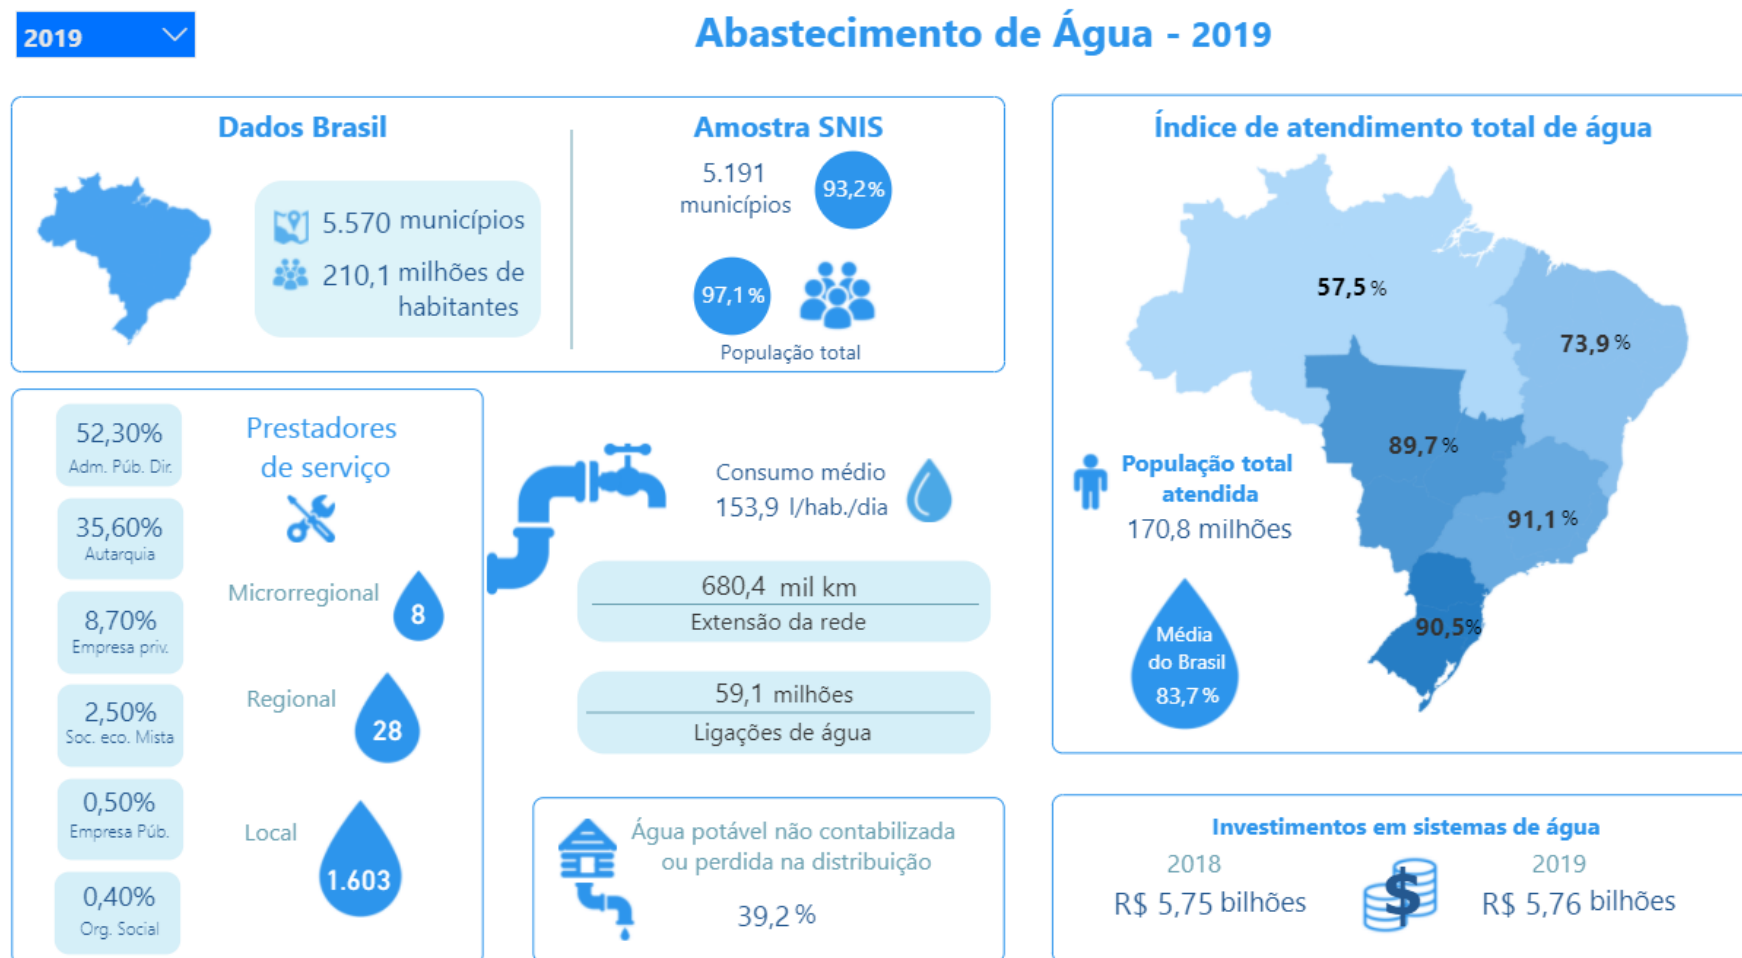 2019
Abastecimento de Água - 2019
Dados Brasil
5.570 municípios
210,1 milhões de
habitantes
Amostra SNIS
5.191
municípios
93,2%
97,1%
População total
Índice de atendimento total de água
57,5 %
73,9 %
89,7 %
91,1 %
90,5%
População total
atendida
170,8 milhões
Média
do Brasil
83,7 %
52,30%
Adm. Púb. Dir.
35,60%
Autarquia
8,70%
Empresa priv.
2,50%
Soc. eco. Mista
0,50%
Empresa Púb.
0,40%
Org. Social
Prestadores
de serviço
Microrregional
8
Regional
28
Local
1.603
Consumo médio
153,9 l/hab./dia
680,4 mil km
Extensão da rede
59,1 milhões
Ligações de água
Água potável não contabilizada
ou perdida na distribuição
39,2 %
Investimentos em sistemas de água
2018
R$ 5,75 bilhões
$
2019
R$ 5,76 bilhões